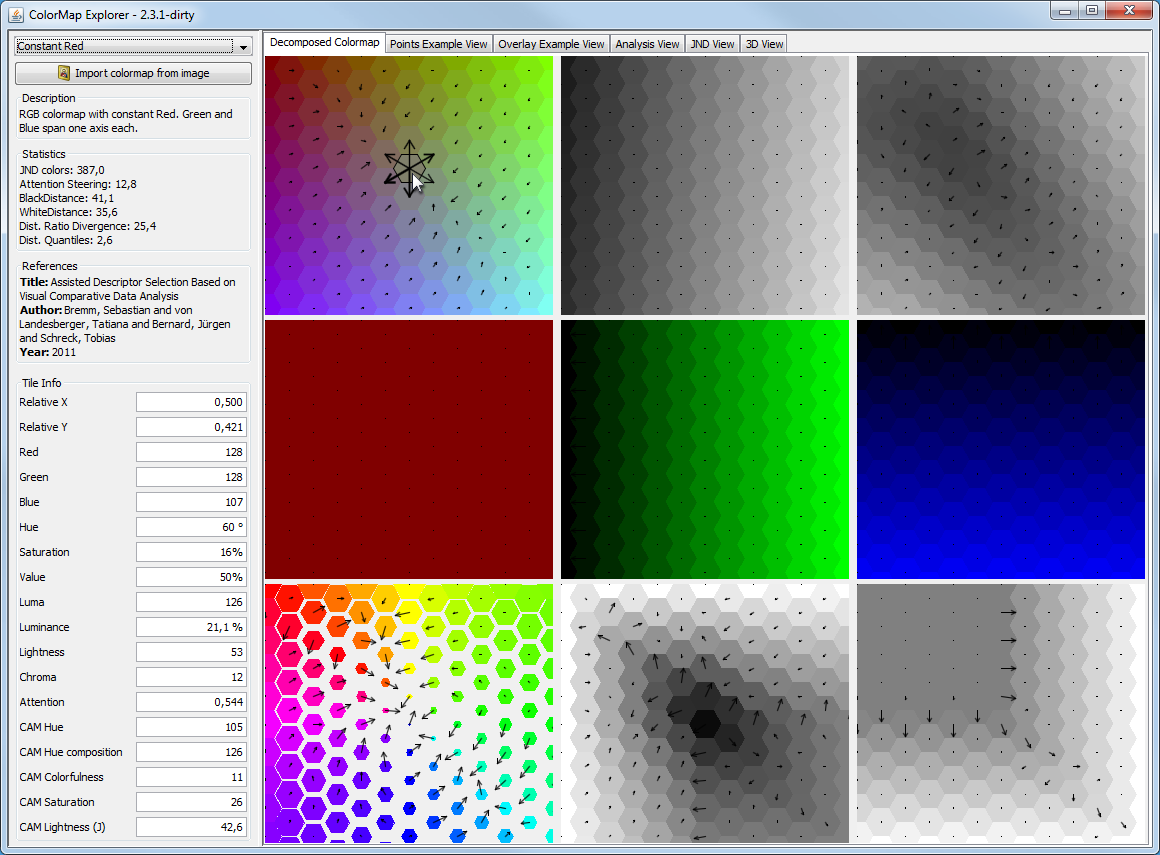 ColorMap Explorer - 2.3.1-dirty
Constant Red
Import colormap from image
Description
RGB colormap with constant Red. Green and
Blue span one axis each.
Statistics
JND colors: 387,0
Attention Steering: 12,8
BlackDistance: 41,1
WhiteDistance: 35,6
Dist. Ratio Divergence: 25,4
Dist. Quantiles: 2,6
References
Title: Assisted Descriptor Selection Based on
Visual Comparative Data Analysis
Author: Bremm, Sebastian and von
Landesberger, Tatiana and Bernard, Jürgen
and Schreck, Tobias
Year: 2011
Tile Info
Relative X 0,500
Relative Y 0,421
Red 128
Green 128
Blue 107
Hue 60 °
Saturation 16%
Value 50%
Luma 126
Luminance 21,1 %
Lightness 53
Chroma 12
Attention 0,544
CAM Hue 105
CAM Hue composition 126
CAM Colorfulness 11
CAM Saturation 26
CAM Lightness (J) 42,6
Decomposed Colormap Points Example View Overlay Example View Analysis View JND View 3D View